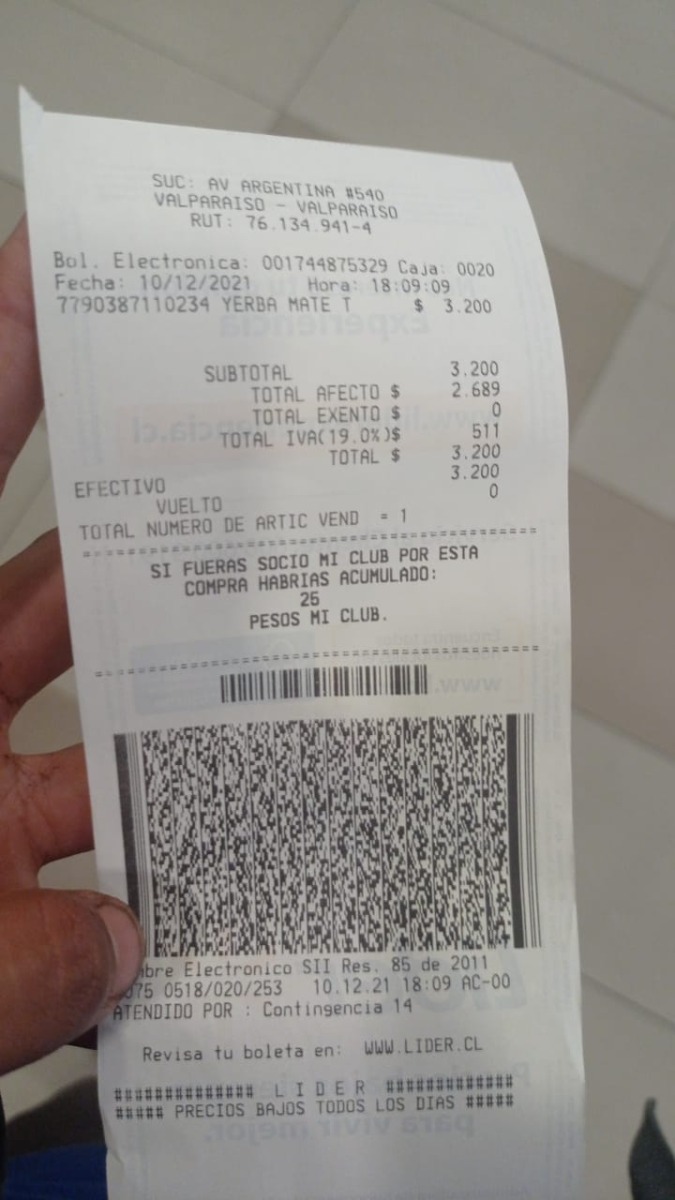 SUC: AV ARGENTINA #540
VALPARAISO - VALPARAISO
RUT: 76.134.941-4
Bol. Electronica: 001744875329 Caja: 0020
Fecha: 10/12/2021 Hora: 18:09:09
7790387110234 YERBA MATE T $ 3.200
SUBTOTAL 3.200
TOTAL AFECTO $ 2.689
TOTAL EXENTO $ 0
TOTAL IVA(19.0%)$ 511
TOTAL $ 3.200
EFECTIVO 3.200
VUELTO 0
TOTAL NUMERO DE ARTIC VEND = 1
SI FUERAS SOCIO MI CLUB POR ESTA
COMPRA HABRIAS ACUMULADO:
25
PESOS MI CLUB.
Electronico SII Res. 85 de 2011
0518/020/253 10.12.21 18:09 AC-00
ATENDIDO POR : Contingencia 14
Revisa tu boleta en: WWW.LIDER.CL
############## L I D E R #############
##### PRECIOS BAJOS TODOS LOS DIAS #####